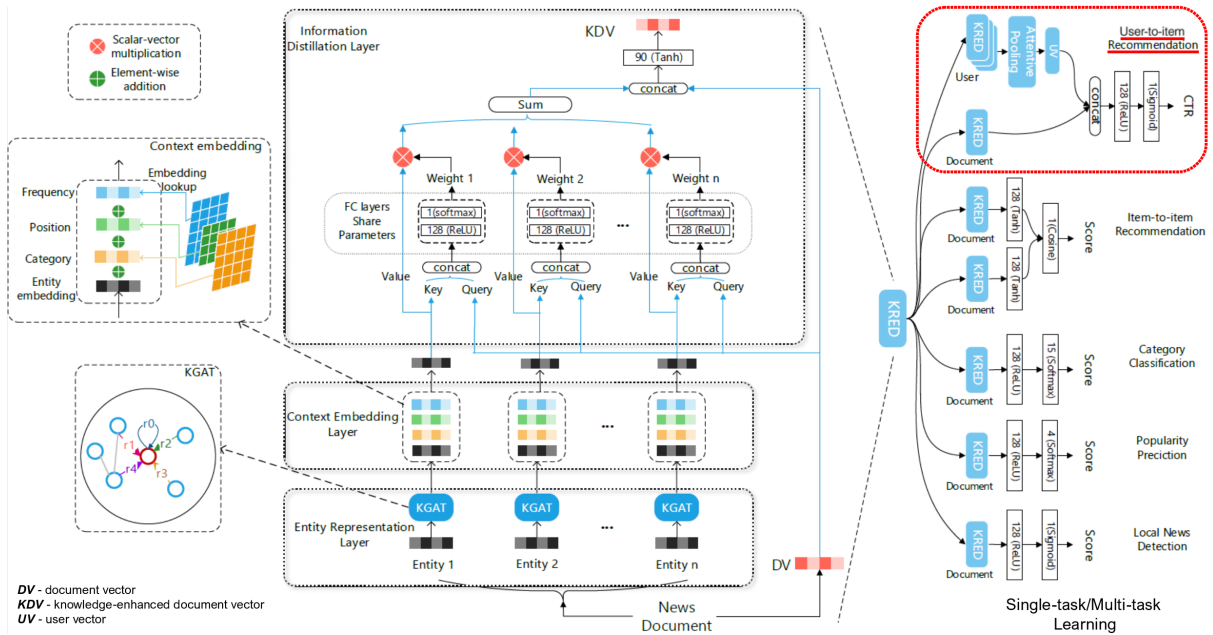 Scalar-vector
multiplication
Element-wise
addition
Context embedding
Embedding
lookup
Frequency
Position
Category
Entity
embedding
KGAT
r0
r1
r2
r3
r4
DV - document vector
KDV - knowledge-enhanced document vector
UV - user vector
Information
Distillation Layer
KDV
90 (Tanh)
concat
Sum
Weight 1
Weight 2
Weight n
FC layers
Share
Parameters
1(softmax)
128 (ReLU)
1(softmax)
128 (ReLU)
...
1(softmax)
128 (ReLU)
concat
concat
concat
Value
Key
Query
Value
Key
Query
Value
Key
Query
Context Embedding
Layer
...
Entity Representation
Layer
KGAT
KGAT
KGAT
...
Entity 1
Entity 2
Entity n
DV
News
Document
KRED
KRED
User
Attentive
Pooling
UV
User-to-item
Recommendation
KRED
Document
concat
128 (ReLU)
1(Sigmoid)
CTR
KRED
Document
128 (Tanh)
KRED
Document
128 (Tanh)
1(Cosne)
Score
Item-to-item
Recommendation
KRED
Document
128 (ReLU)
15 (Softmax)
Score
Category
Classification
KRED
Document
128 (ReLU)
4 (Softmax)
Score
Popularity
Preciction
KRED
Document
128 (ReLU)
1(Sigmoid)
Score
Local News
Detection
Single-task/Multi-task
Learning